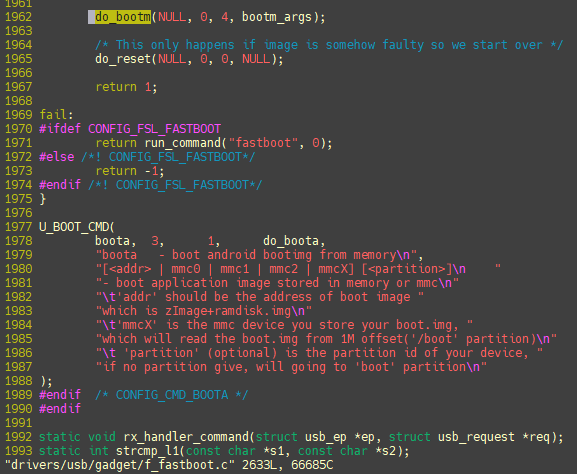 1961
1962 do_bootm(NULL, 0, 4, bootm_args);
1963
1964 /* This only happens if image is somehow faulty so we start over */
1965 do_reset(NULL, 0, 0, NULL);
1966
1967 return 1;
1968
1969 fail:
1970 #ifdef CONFIG_FSL_FASTBOOT
1971 return run_command("fastboot", 0);
1972 #else /*! CONFIG_FSL_FASTBOOT*/
1973 return -1;
1974 #endif /*! CONFIG_FSL_FASTBOOT*/
1975 }
1976
1977 U_BOOT_CMD(
1978 boota, 3, 1, do_boota,
1979 "boota   - boot android bootimg from memory\n",
1980 "[<addr> | mmc0 | mmc1 | mmc2 | mmcX] [<partition>]\n    "
1981 "- boot application image stored in memory or mmc\n"
1982 "\t'addr' should be the address of boot image "
1983 "which is zImage+ramdisk.img\n"
1984 "\t'mmcX' is the mmc device you store your boot.img, "
1985 "which will read the boot.img from 1M offset('/boot' partition)\n"
1986 "\t 'partition' (optional) is the partition id of your device, "
1987 "if no partition give, will going to 'boot' partition\n"
1988 );
1989 #endif  /* CONFIG_CMD_BOOTA */
1990 #endif
1991
1992 static void rx_handler_command(struct usb_ep *ep, struct usb_request *req);
1993 static int strcmp_l1(const char *s1, const char *s2);
"drivers/usb/gadget/f_fastboot.c" 2633L, 66685C